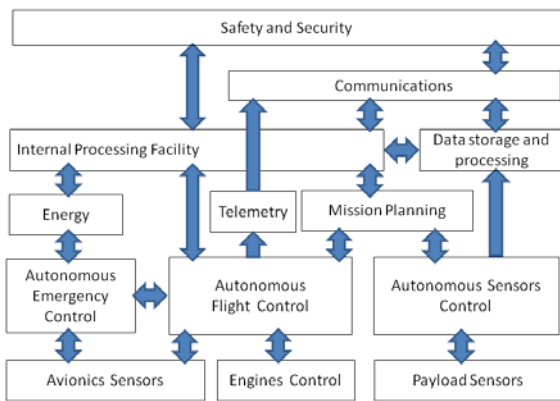 Safety and Security
Communications
Internal Processing Facility
Data storage and
processing
Energy
Telemetry
Mission Planning
Autonomous
Emergency
Control
Autonomous
Flight Control
Autonomous Sensors
Control
Avionics Sensors
Engines Control
Payload Sensors